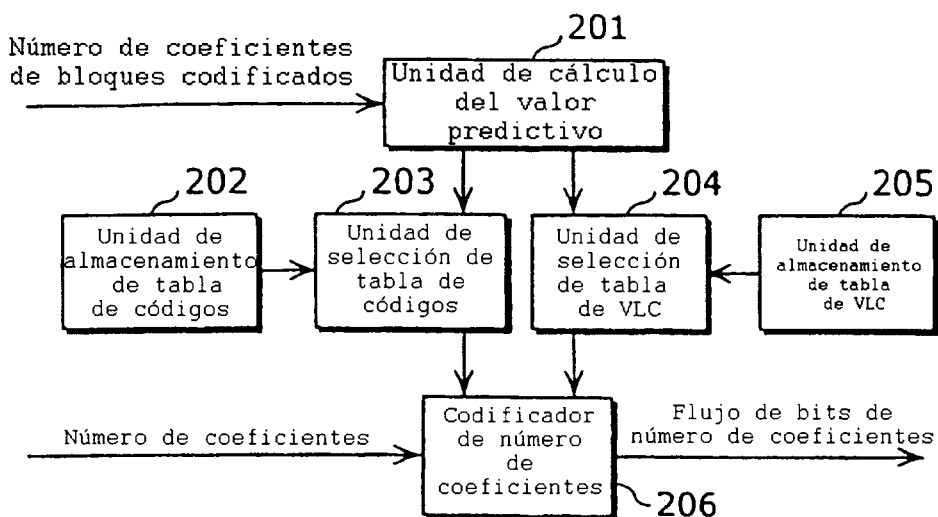 201
Número de coeficientes
de bloques codificados
Unidad de cálculo
del valor
predictivo
202
203
204
205
Unidad de
almacenamiento
de tabla
de códigos
Unidad de
selección de
tabla de
códigos
Unidad de
selección
de tabla
de VLC
Unidad de
almacenamiento
de tabla
de VLC
Número de coeficientes
Codificador
de número
de
coeficientes
Flujo de bits de
número de coeficientes
206